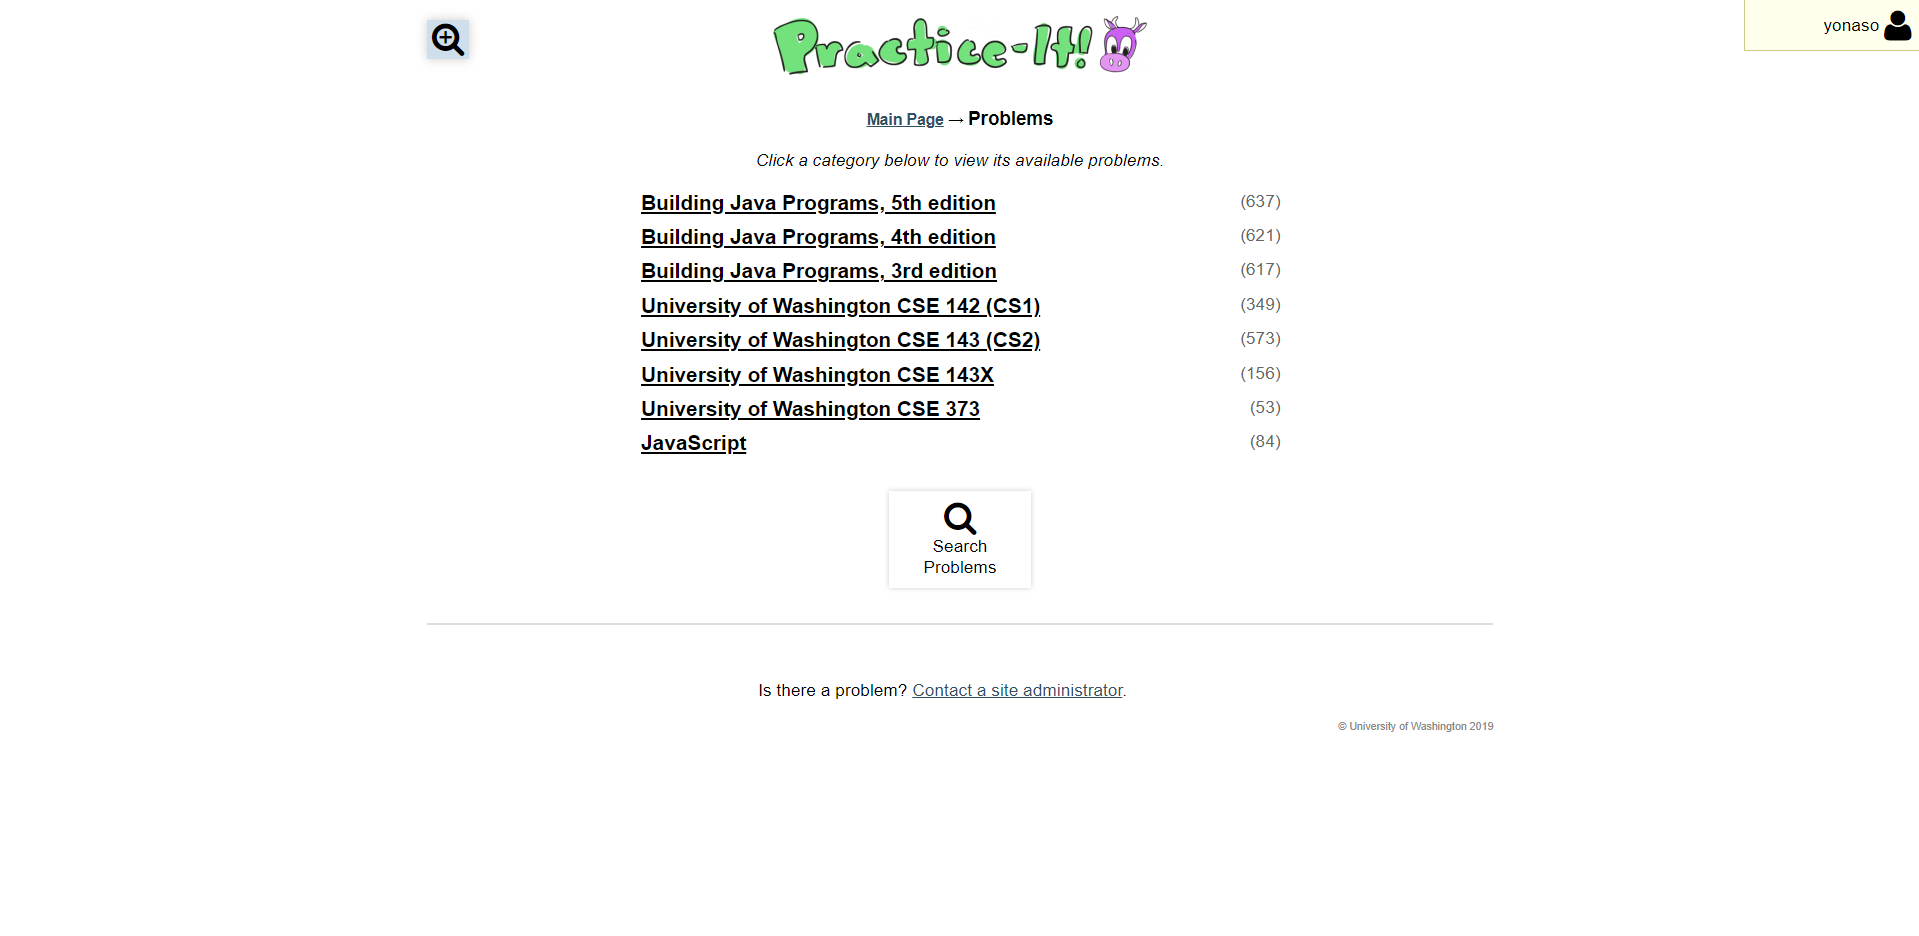 Practice-It!
yonaso
Main Page → Problems
Click a category below to view its available problems.
Building Java Programs, 5th edition (637)
Building Java Programs, 4th edition (621)
Building Java Programs, 3rd edition (617)
University of Washington CSE 142 (CS1) (349)
University of Washington CSE 143 (CS2) (573)
University of Washington CSE 143X (156)
University of Washington CSE 373 (53)
JavaScript (84)
Search
Problems
Is there a problem? Contact a site administrator.
© University of Washington 2019